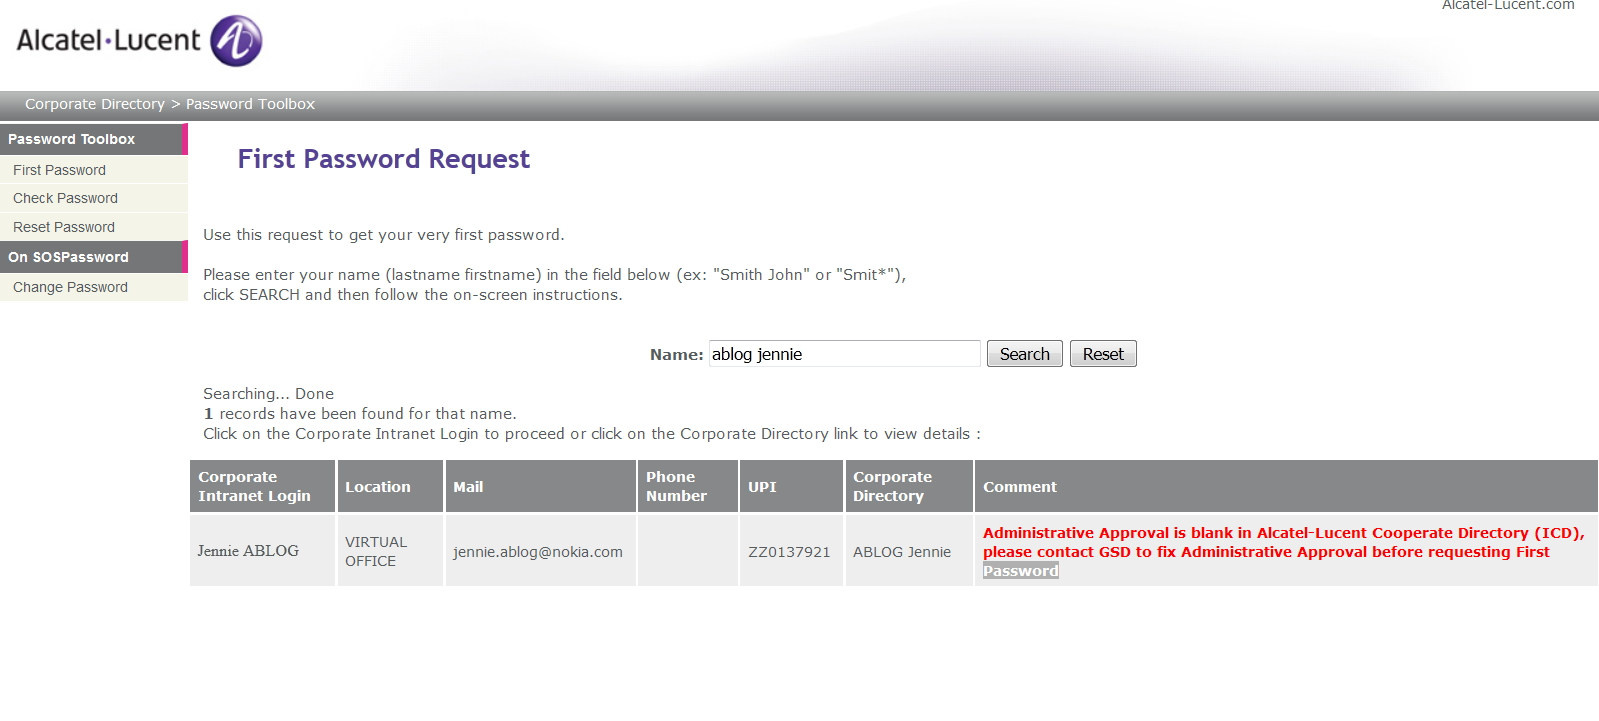 Alcatel-Lucent.com
Alcatel·Lucent
Corporate Directory > Password Toolbox
Password Toolbox
First Password
Check Password
Reset Password
On SOSPassword
Change Password
First Password Request
Use this request to get your very first password.
Please enter your name (lastname firstname) in the field below (ex: "Smith John" or "Smit*"),
click SEARCH and then follow the on-screen instructions.
Name: ablog jennie Search Reset
Searching... Done
1 records have been found for that name.
Click on the Corporate Intranet Login to proceed or click on the Corporate Directory link to view details :
Corporate
Intranet Login
Location
Mail
Phone
Number
UPI
Corporate
Directory
Comment
Jennie ABLOG
VIRTUAL
OFFICE
jennie.ablog@nokia.com
ZZ0137921
ABLOG Jennie
Administrative Approval is blank in Alcatel-Lucent Cooperate Directory (ICD),
please contact GSD to fix Administrative Approval before requesting First
Password